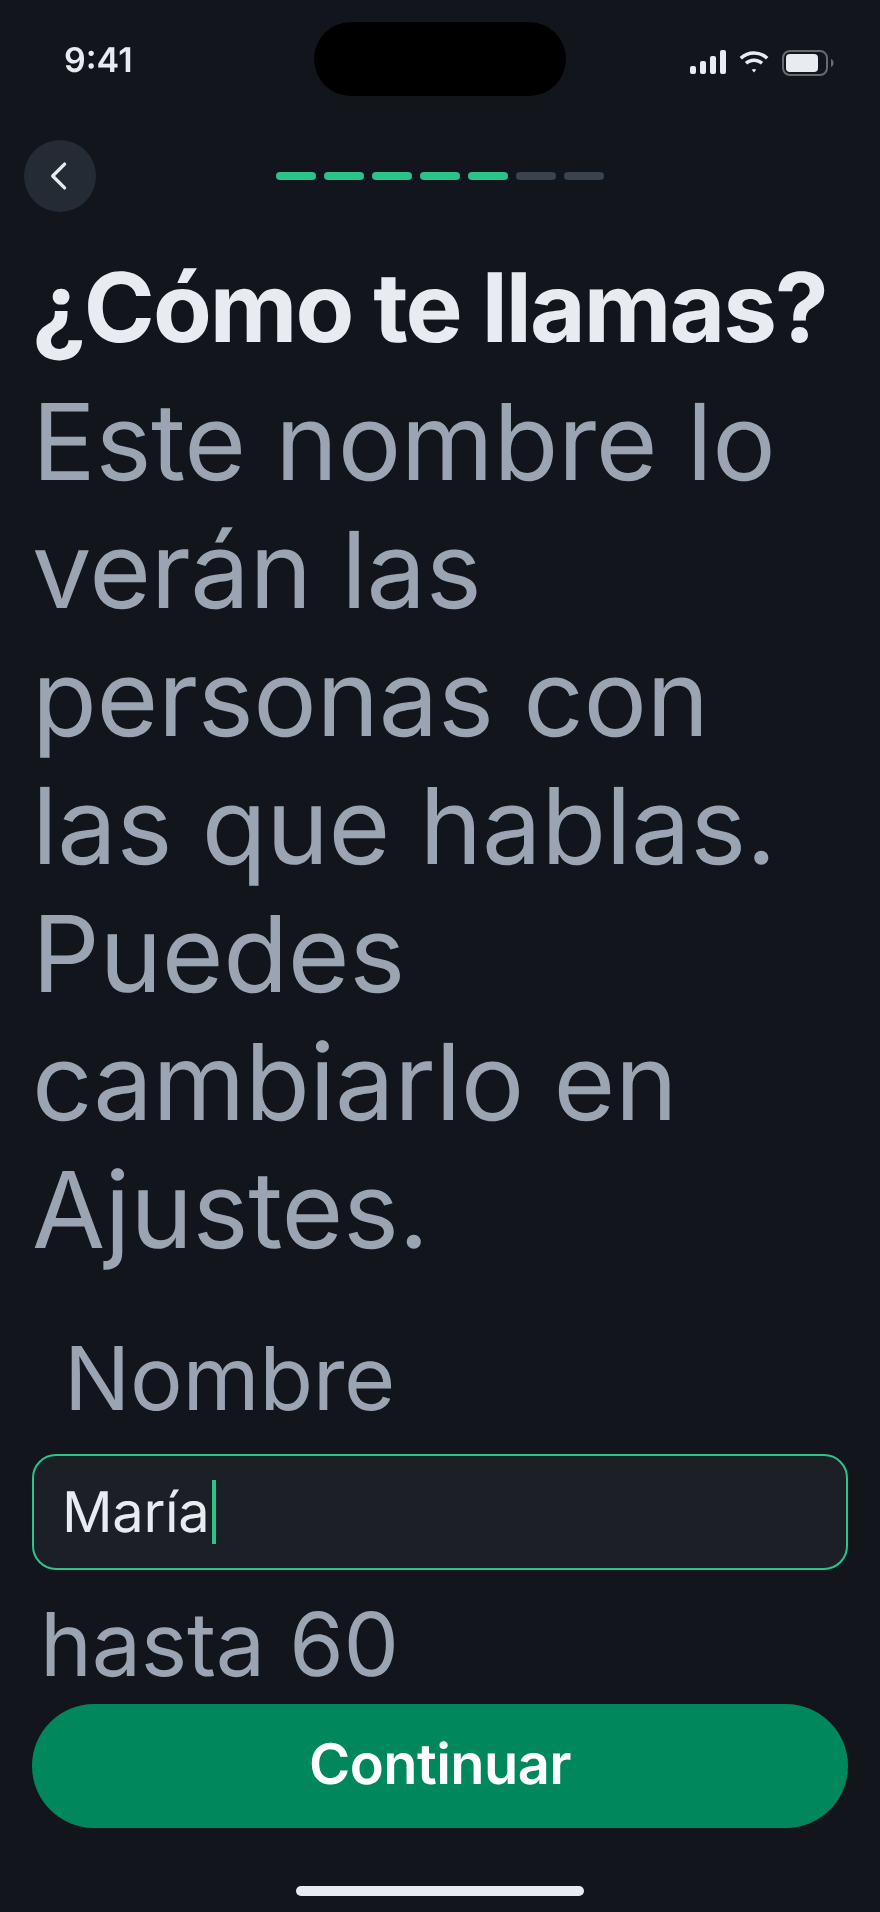 9:41
¿Cómo te llamas?
Este nombre lo
verán las
personas con
las que hablas.
Puedes
cambiarlo en
Ajustes.
Nombre
María
hasta 60
Continuar